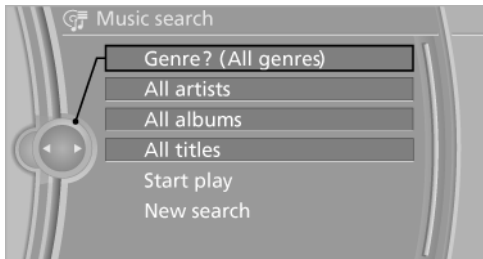 Music search
Genre? (All genres)
All artists
All albums
All titles
Start play
New search